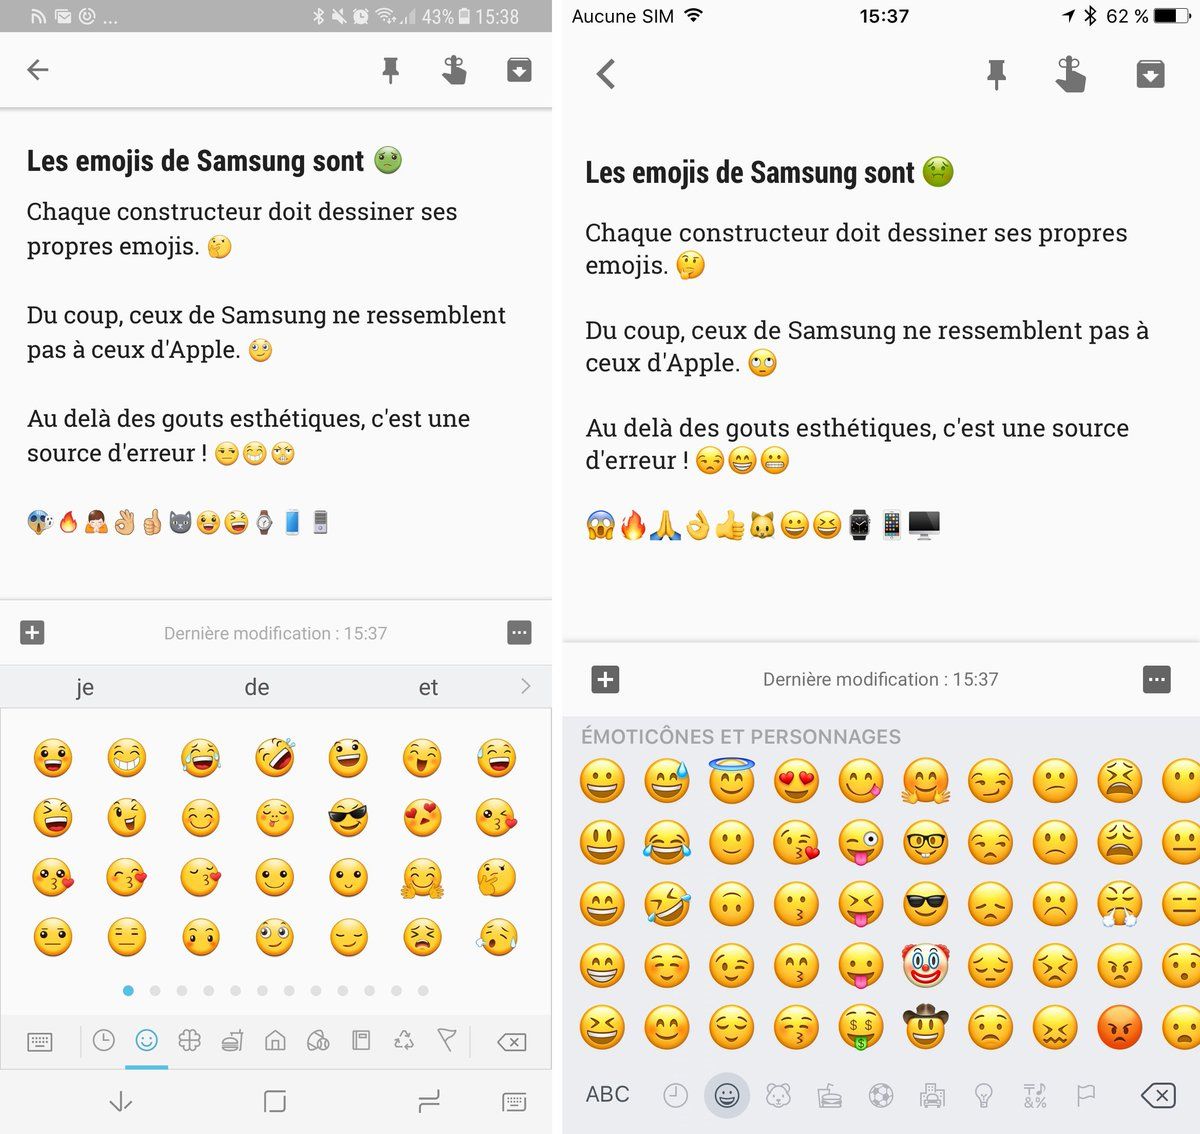 43% 15:38
Les emojis de Samsung sont 🤢
Chaque constructeur doit dessiner ses
propres emojis. 🤔
Du coup, ceux de Samsung ne ressemblent
pas à ceux d'Apple. 🙄
Au delà des gouts esthétiques, c'est une
source d'erreur ! 😒😁😬
😱🔥🙏👌👍🐱😀😆⌚📱🖥
Dernière modification : 15:37
je de et
Aucune SIM 15:37 62 %
Les emojis de Samsung sont 🤢
Chaque constructeur doit dessiner ses propres
emojis. 🤔
Du coup, ceux de Samsung ne ressemblent pas à
ceux d'Apple. 🙄
Au delà des gouts esthétiques, c'est une source
d'erreur ! 😒😁😬
😱🔥🙏👌👍🐱😀😆⌚📱🖥
Dernière modification : 15:37
ÉMOTICÔNES ET PERSONNAGES
ABC